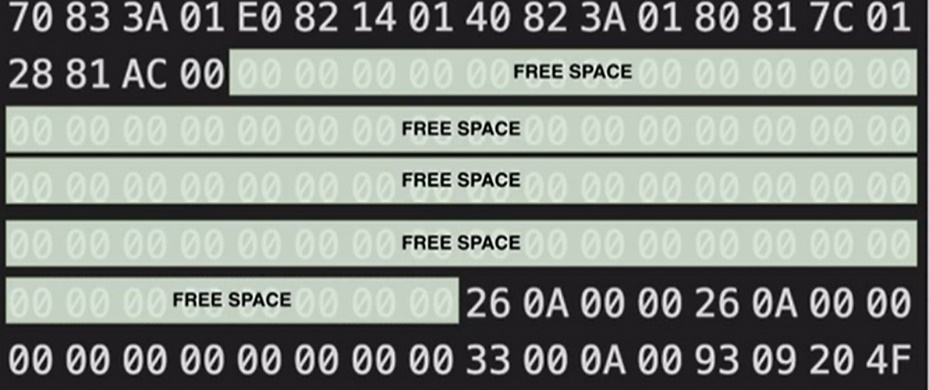 70 83 3A 01 E0 82 14 01 40 82 3A 01 80 81 7C 01
28 81 AC 00 00 00 00 00 00 FREE SPACE 00 00 00 00 00
00 00 00 00 00 00 00 FREE SPACE 00 00 00 00 00 00 00
00 00 00 00 00 00 00 FREE SPACE 00 00 00 00 00 00 00
00 00 00 00 00 00 00 FREE SPACE 00 00 00 00 00 00 00
00 00 00 FREE SPACE 00 00 00 26 0A 00 00 26 0A 00 00
00 00 00 00 00 00 00 00 33 00 0A 00 93 09 20 4F